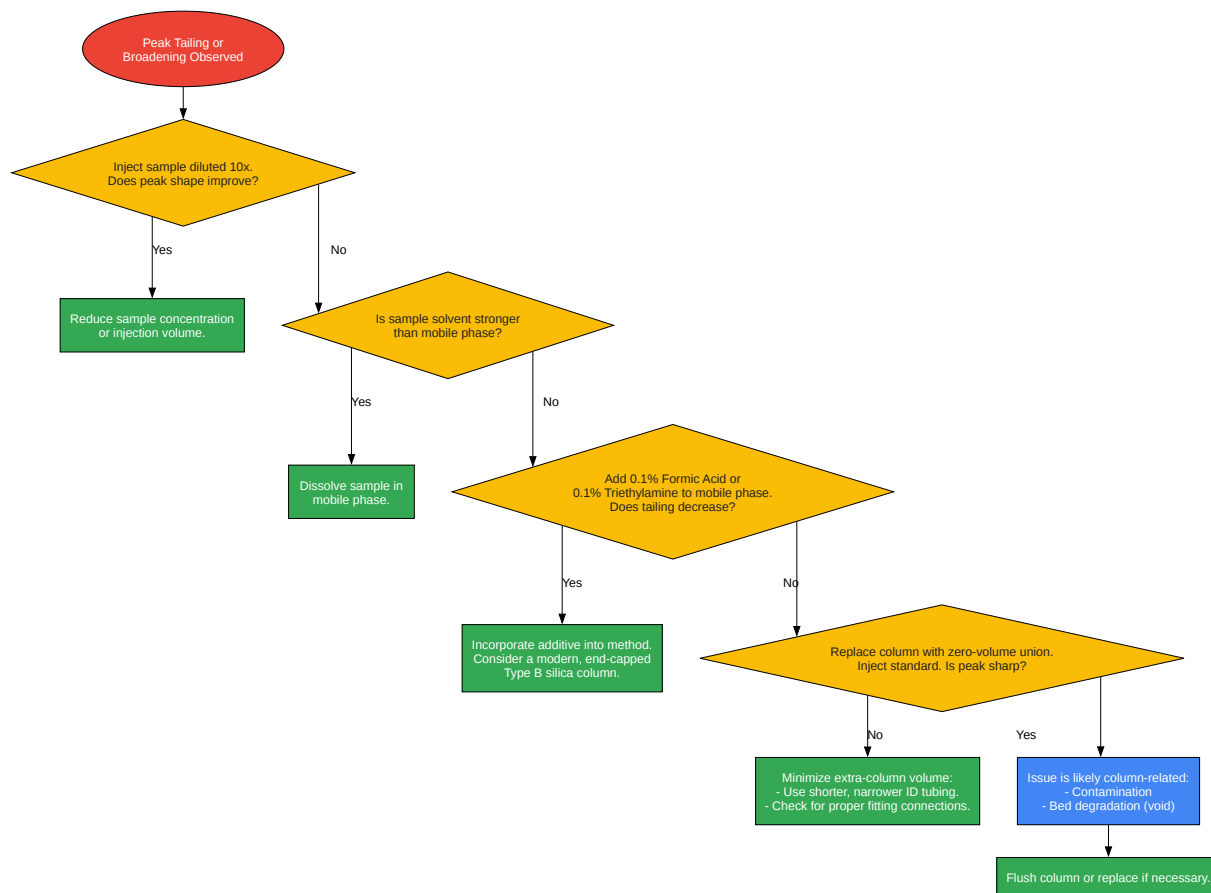 Peak Tailing or
Broadening Observed
Inject sample diluted 10x.
Does peak shape improve?
Yes
No
Reduce sample concentration
or injection volume.
Is sample solvent stronger
than mobile phase?
Yes
No
Dissolve sample in
mobile phase.
Add 0.1% Formic Acid or
0.1% Triethylamine to mobile phase.
Does tailing decrease?
Yes
No
Incorporate additive into method.
Consider a modern, end-capped
Type B silica column.
Replace column with zero-volume union.
Inject standard. Is peak sharp?
No
Yes
Minimize extra-column volume:
- Use shorter, narrower ID tubing.
- Check for proper fitting connections.
Issue is likely column-related:
- Contamination
- Bed degradation (void)
Flush column or replace if necessary.